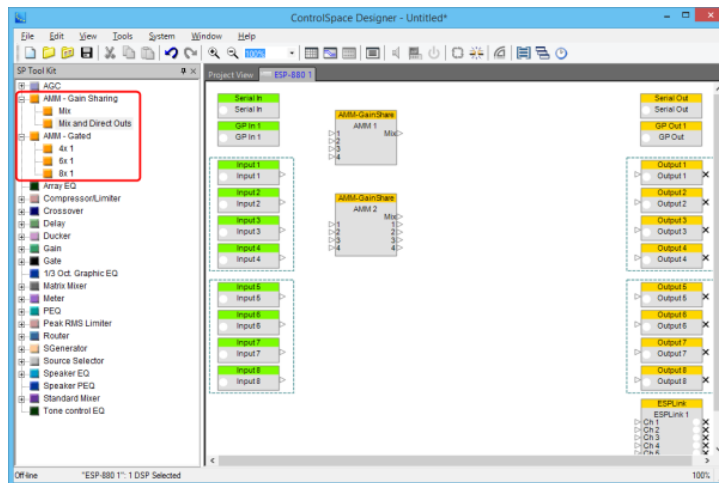 ControlSpace Designer - Untitled*
File Edit View Tools System Window Help
100%
SP Tool Kit
Project View ESP-880 1
AGC
AMM - Gain Sharing
Mix
Mix and Direct Outs
AMM - Gated
4x 1
6x 1
8x 1
Array EQ
Compressor/Limiter
Crossover
Delay
Ducker
Gain
Gate
1/3 Oct. Graphic EQ
Matrix Mixer
Meter
PEQ
Peak RMS Limiter
Router
SGenerator
Source Selector
Speaker EQ
Speaker PEQ
Standard Mixer
Tone control EQ
Serial In
Serial In
GP In 1
GP In 1
Input 1
Input 1
Input 2
Input 2
Input 3
Input 3
Input 4
Input 4
Input 5
Input 5
Input 6
Input 6
Input 7
Input 7
Input 8
Input 8
AMM-GainShare
AMM 1
1 Mix
2
3
4
AMM-GainShare
AMM 2
Mix
1 1
2 2
3 3
4 4
Serial Out
Serial Out
GP Out 1
GP Out
Output 1
Output 1
Output 2
Output 2
Output 3
Output 3
Output 4
Output 4
Output 5
Output 5
Output 6
Output 6
Output 7
Output 7
Output 8
Output 8
ESPLink
ESPLink 1
Ch 1
Ch 2
Ch 3
Ch 4
Ch 5
Off-line "ESP-880 1": 1 DSP Selected 100%